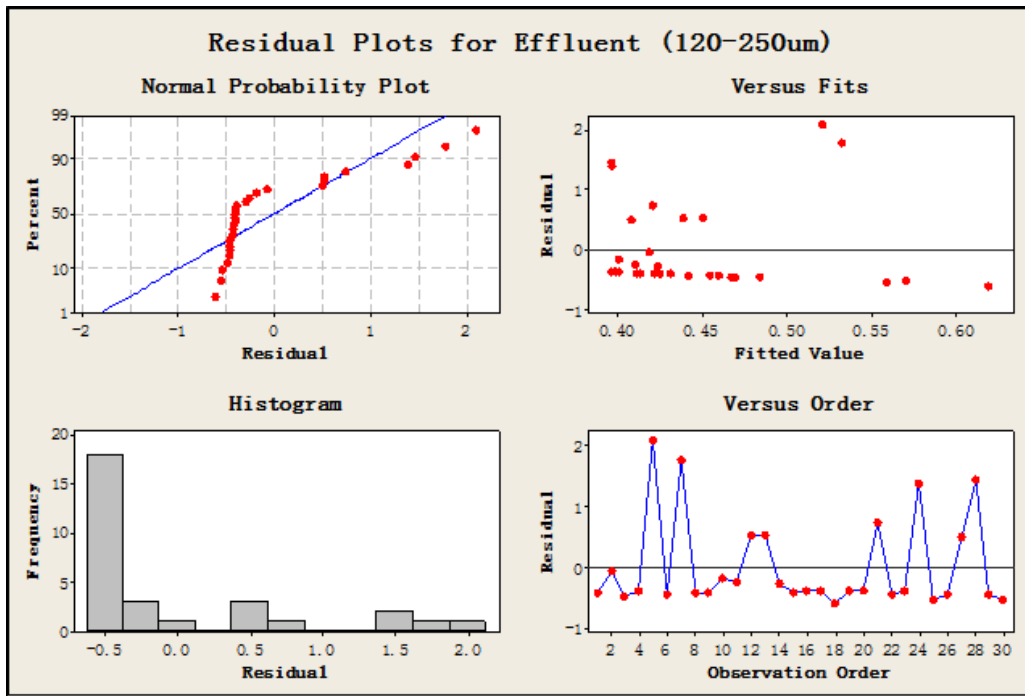 Residual Plots for Effluent (120-250um)
Normal Probability Plot
99
90
50
10
1
Percent
-2 -1 0 1 2
Residual
Versus Fits
2
1
0
-1
Residual
0.40 0.45 0.50 0.55 0.60
Fitted Value
Histogram
20
15
10
5
0
Frequency
-0.5 0.0 0.5 1.0 1.5 2.0
Residual
Versus Order
2
1
0
-1
Residual
2 4 6 8 10 12 14 16 18 20 22 24 26 28 30
Observation Order